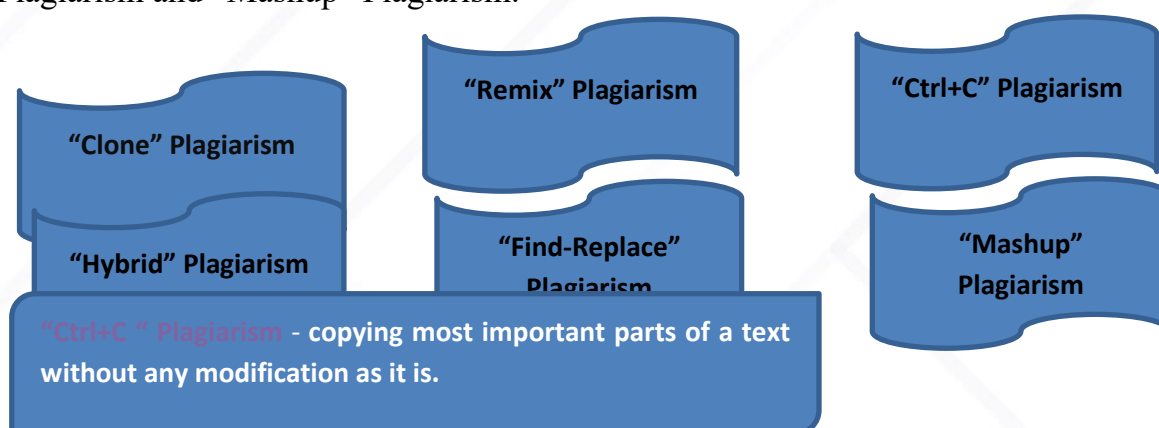 Plagiarism and “Mashup” Plagiarism.
“Remix” Plagiarism
“Ctrl+C” Plagiarism
“Clone” Plagiarism
“Hybrid” Plagiarism
“Find-Replace”
Plagiarism
“Mashup”
Plagiarism
“Ctrl+C “ Plagiarism - copying most important parts of a text
without any modification as it is.